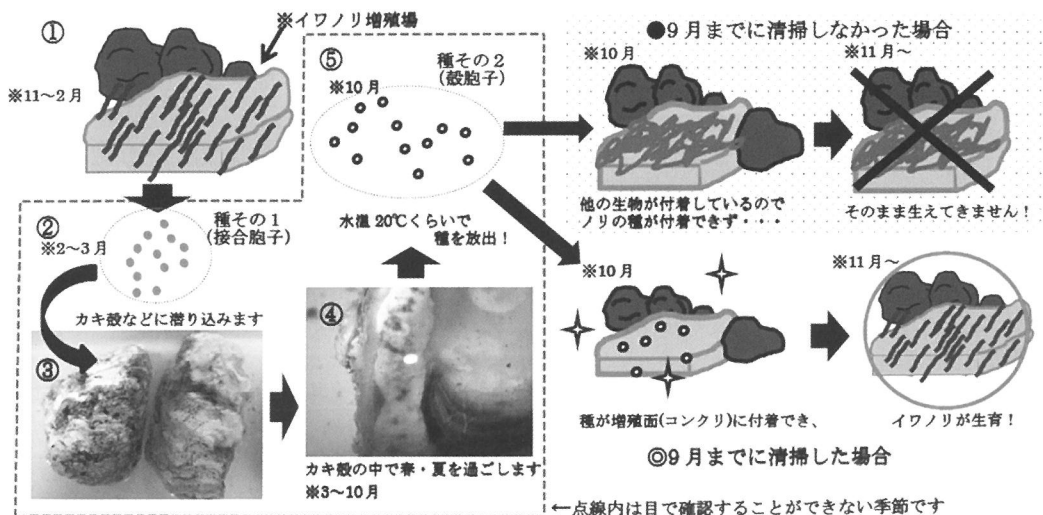 ①
※イワノリ増殖場
※11～2月
②
※2～3月
種その1
(接合胞子)
カキ殻などに潜り込みます
③
④
カキ殻の中で春・夏を過ごします
※3～10月
⑤
※10月
種その2
(殻胞子)
水温20℃くらいで
種を放出！
●9月までに清掃しなかった場合
※10月
他の生物が付着しているので
ノリの種が付着できず・・・
※11月～
そのまま生えてきません！
※10月
種が増殖面(コンクリ)に付着でき、
※11月～
イワノリが生育！
◎9月までに清掃した場合
←点線内は目で確認することができない季節です